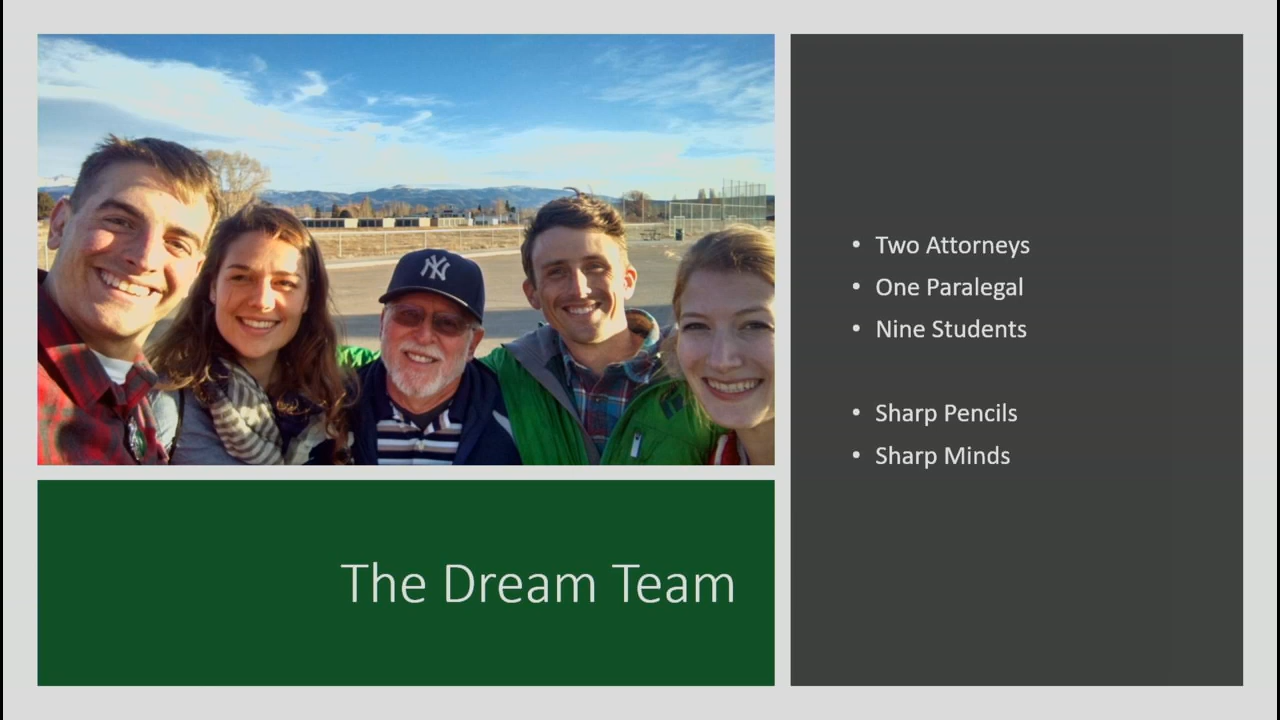 NY
The Dream Team
• Two Attorneys
• One Paralegal
• Nine Students
• Sharp Pencils
• Sharp Minds